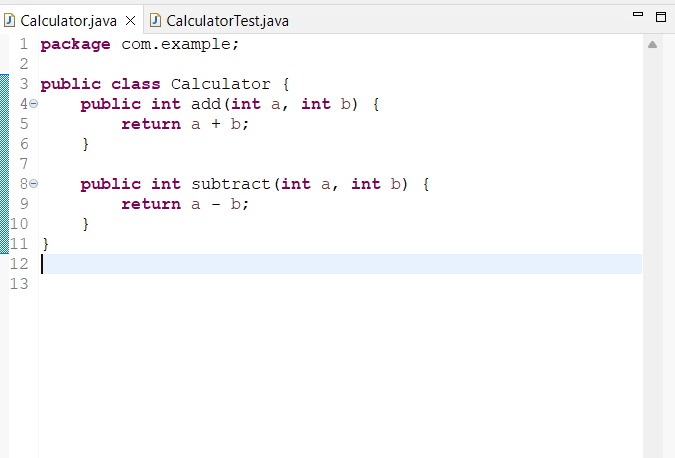 Calculator.java CalculatorTest.java
1 package com.example;
2
3 public class Calculator {
4     public int add(int a, int b) {
5         return a + b;
6     }
7
8     public int subtract(int a, int b) {
9         return a - b;
10     }
11 }
12
13